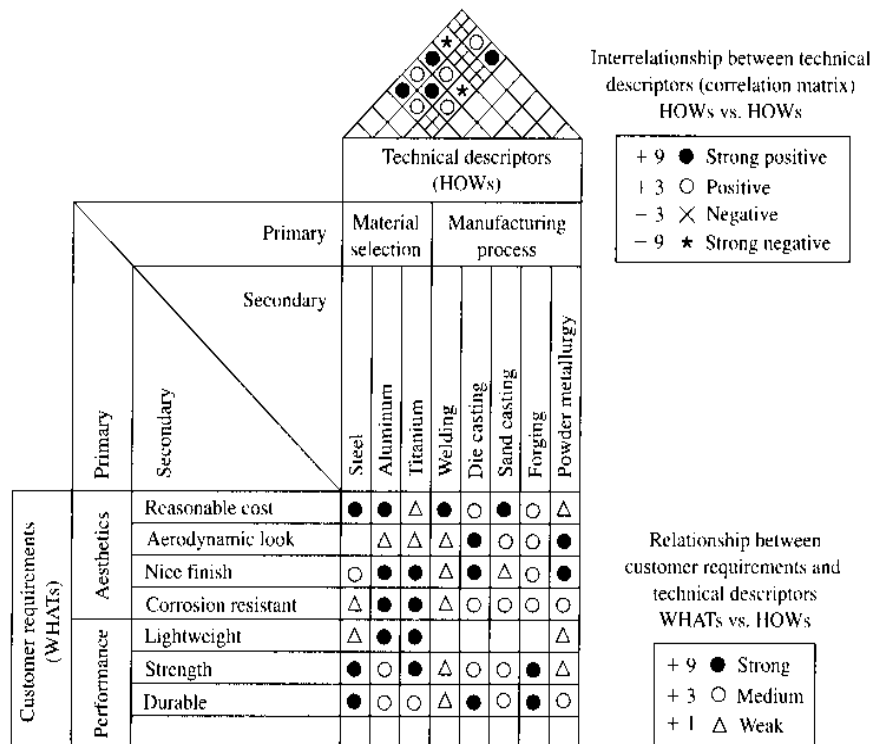 Interrelationship between technical
descriptors (correlation matrix)
HOWs vs. HOWs
+ 9 ● Strong positive
+ 3 ○ Positive
− 3 × Negative
− 9 ★ Strong negative
Technical descriptors
(HOWs)
Primary
Material
selection
Manufacturing
process
Secondary
Primary
Secondary
Steel
Aluminum
Titanium
Welding
Die casting
Sand casting
Forging
Powder metallurgy
Customer requirements
(WHATs)
Aesthetics
Reasonable cost
Aerodynamic look
Nice finish
Corrosion resistant
Performance
Lightweight
Strength
Durable
Relationship between
customer requirements and
technical descriptors
WHATs vs. HOWs
+ 9 ● Strong
+ 3 ○ Medium
+ 1 △ Weak